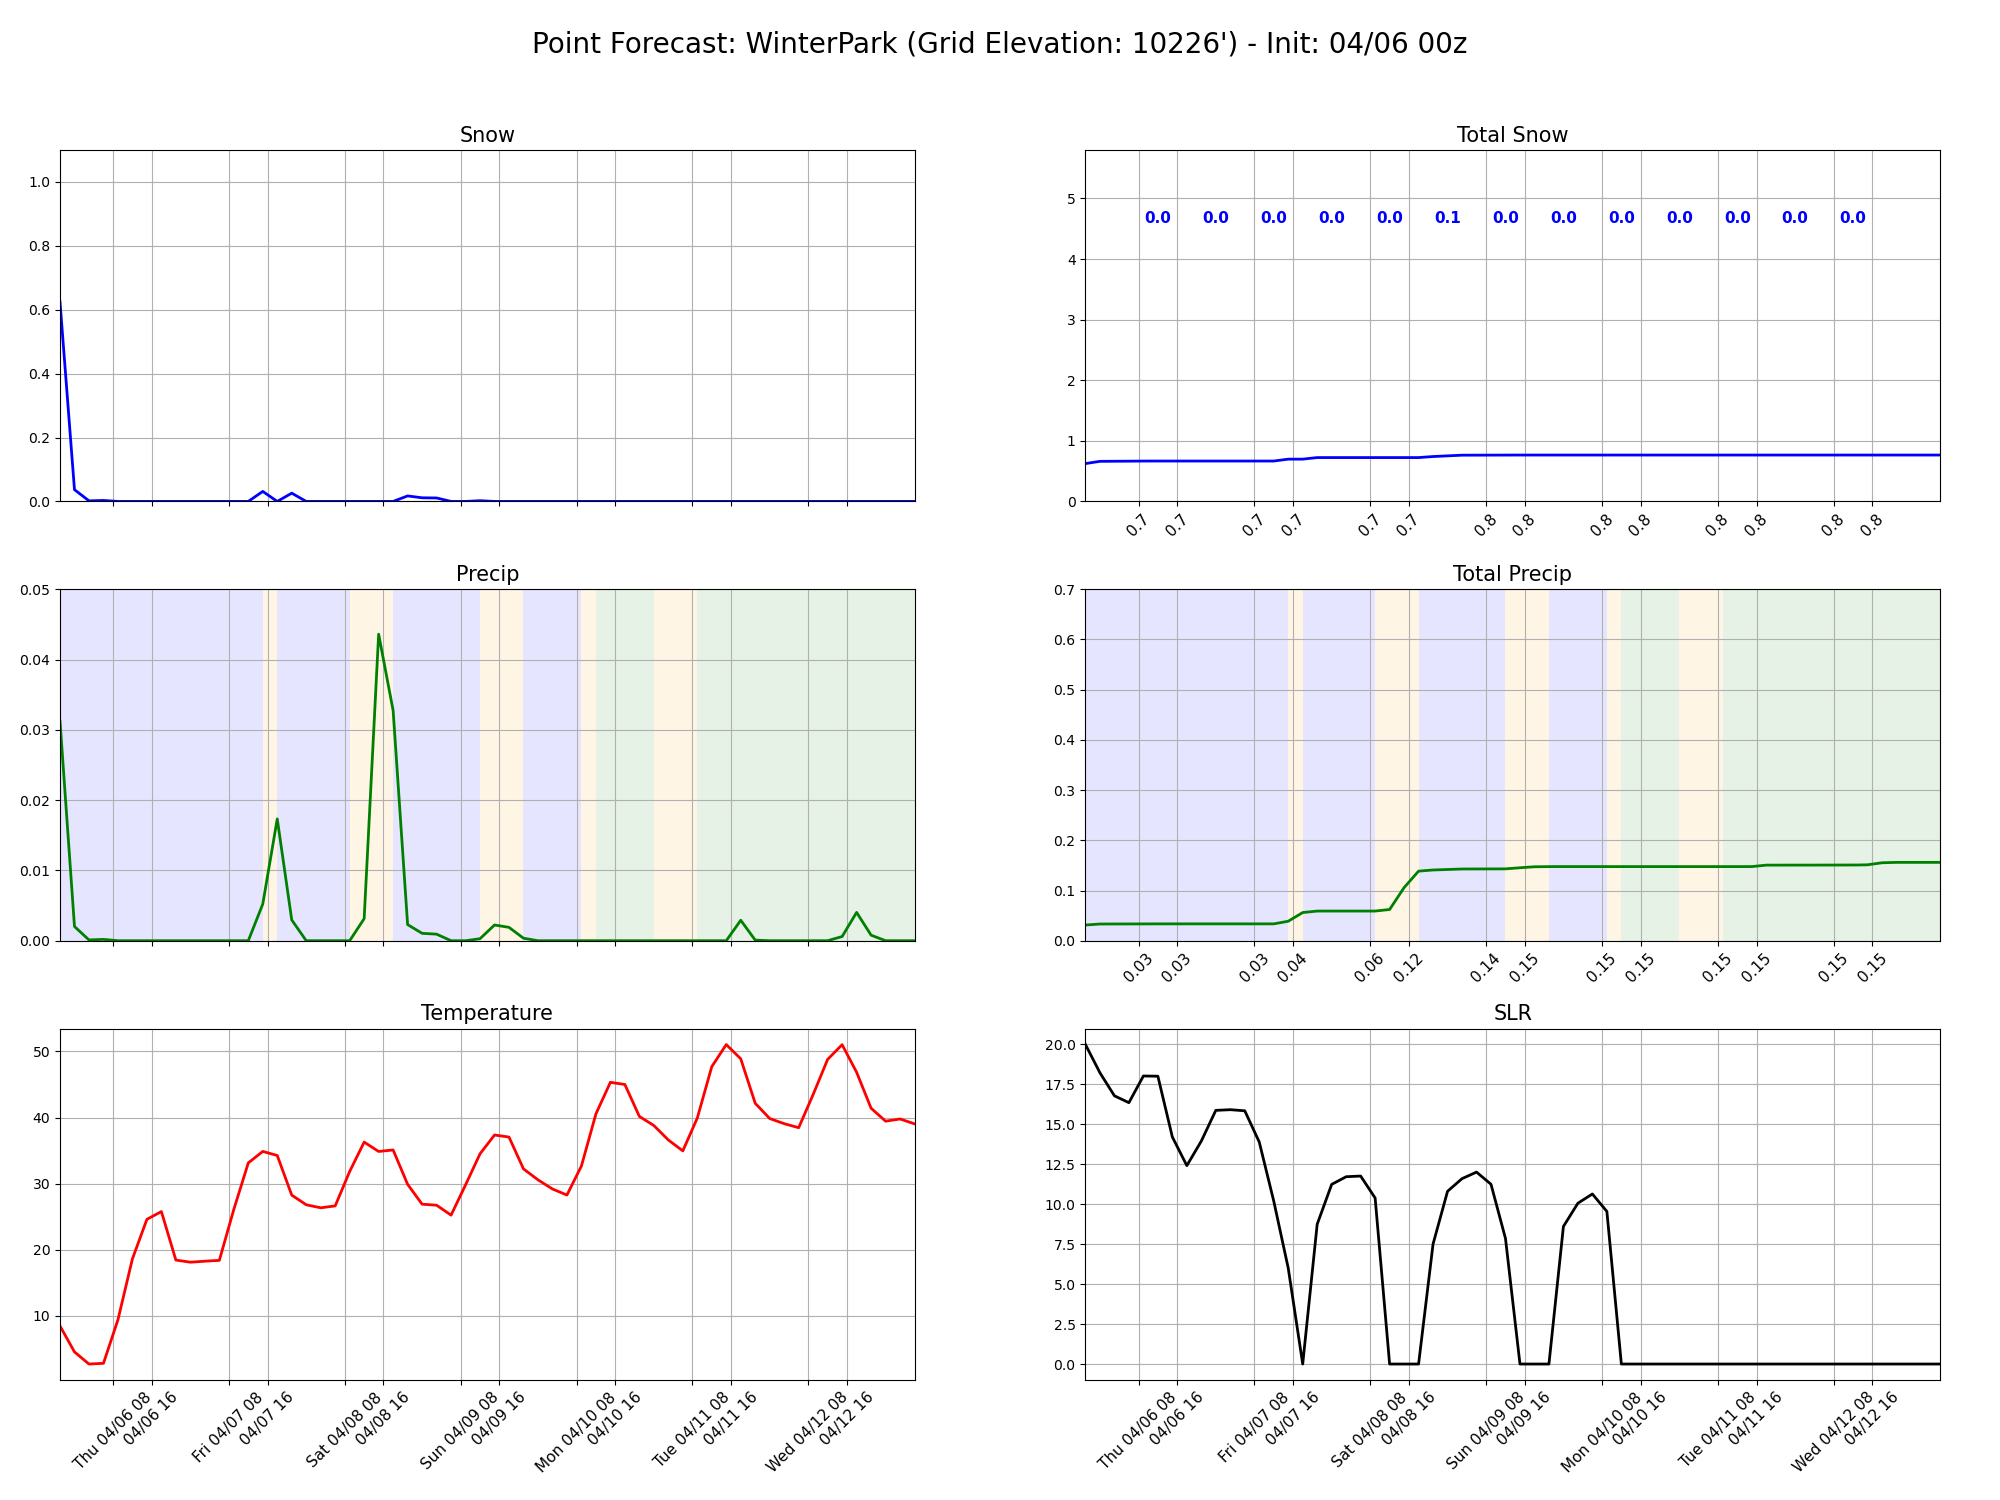 Point Forecast: WinterPark (Grid Elevation: 10226') - Init: 04/06 00z
Snow
1.0
0.8
0.6
0.4
0.2
0.0
Total Snow
5
4
3
2
1
0
0.0 0.0 0.0 0.0 0.0 0.1 0.0 0.0 0.0 0.0 0.0 0.0 0.0
0.7 0.7 0.7 0.7 0.7 0.7 0.8 0.8 0.8 0.8 0.8 0.8 0.8 0.8
Precip
0.05
0.04
0.03
0.02
0.01
0.00
Total Precip
0.7
0.6
0.5
0.4
0.3
0.2
0.1
0.0
0.03 0.03 0.03 0.04 0.06 0.12 0.14 0.15 0.15 0.15 0.15 0.15 0.15 0.15
Temperature
50
40
30
20
10
Thu 04/06 08
04/06 16
Fri 04/07 08
04/07 16
Sat 04/08 08
04/08 16
Sun 04/09 08
04/09 16
Mon 04/10 08
04/10 16
Tue 04/11 08
04/11 16
Wed 04/12 08
04/12 16
SLR
20.0
17.5
15.0
12.5
10.0
7.5
5.0
2.5
0.0
Thu 04/06 08
04/06 16
Fri 04/07 08
04/07 16
Sat 04/08 08
04/08 16
Sun 04/09 08
04/09 16
Mon 04/10 08
04/10 16
Tue 04/11 08
04/11 16
Wed 04/12 08
04/12 16